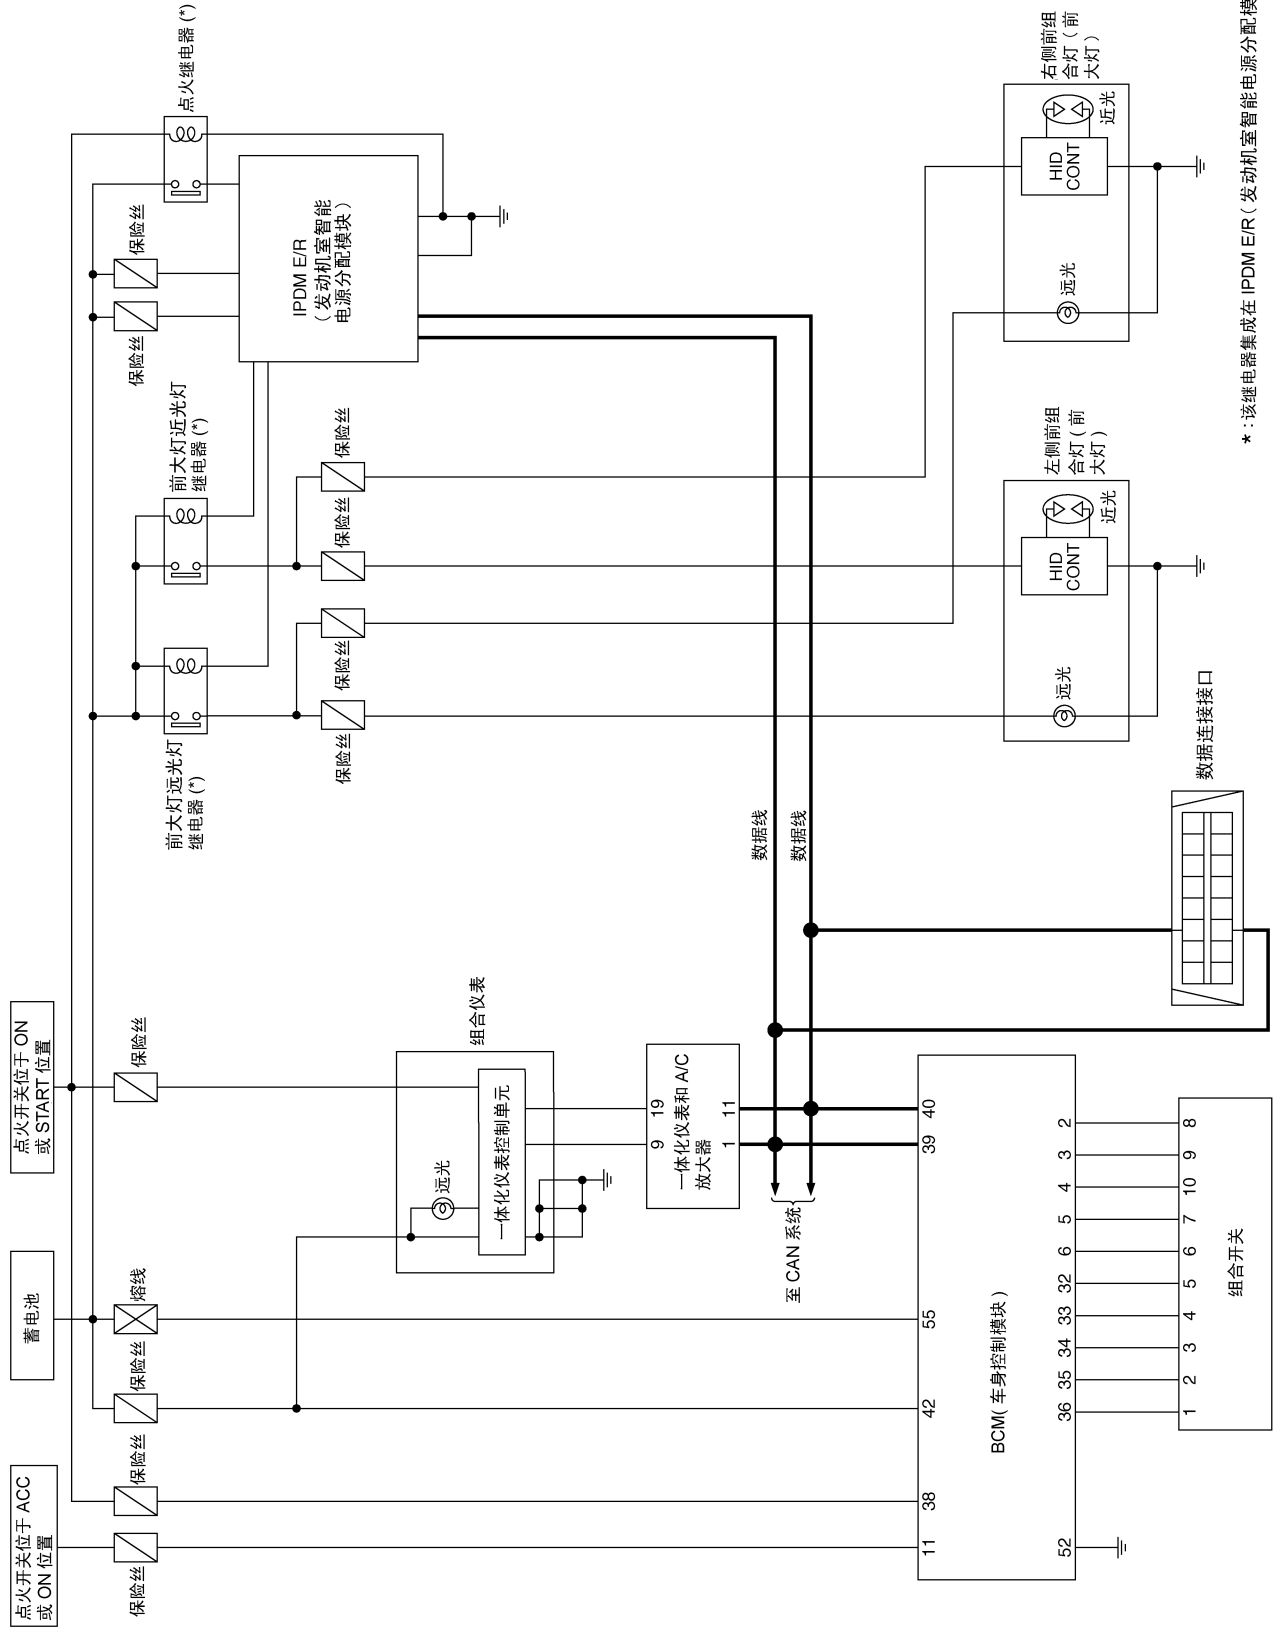 点火开关位于 ACC
或 ON 位置
蓄电池
点火开关位于 ON
或 START 位置
保险丝
保险丝
保险丝
熔线
保险丝
组合仪表
远光
一体化仪表控制单元
9
19
一体化仪表和 A/C
放大器
1
11
至 CAN 系统
数据线
数据线
11
38
42
55
39
40
BCM( 车身控制模块 )
52
36
35
34
33
32
6
5
4
3
2
1
2
3
4
5
6
7
10
9
8
组合开关
数据连接接口
前大灯远光灯
继电器 (*)
前大灯近光灯
继电器 (*)
保险丝
保险丝
保险丝
保险丝
保险丝
保险丝
点火继电器 (*)
IPDM E/R
( 发动机室智能
电源分配模块 )
左侧前组
合灯 ( 前
大灯 )
远光
HID
CONT
近光
右侧前组
合灯 ( 前
大灯 )
远光
HID
CONT
近光
* : 该继电器集成在 IPDM E/R ( 发动机室智能电源分配模